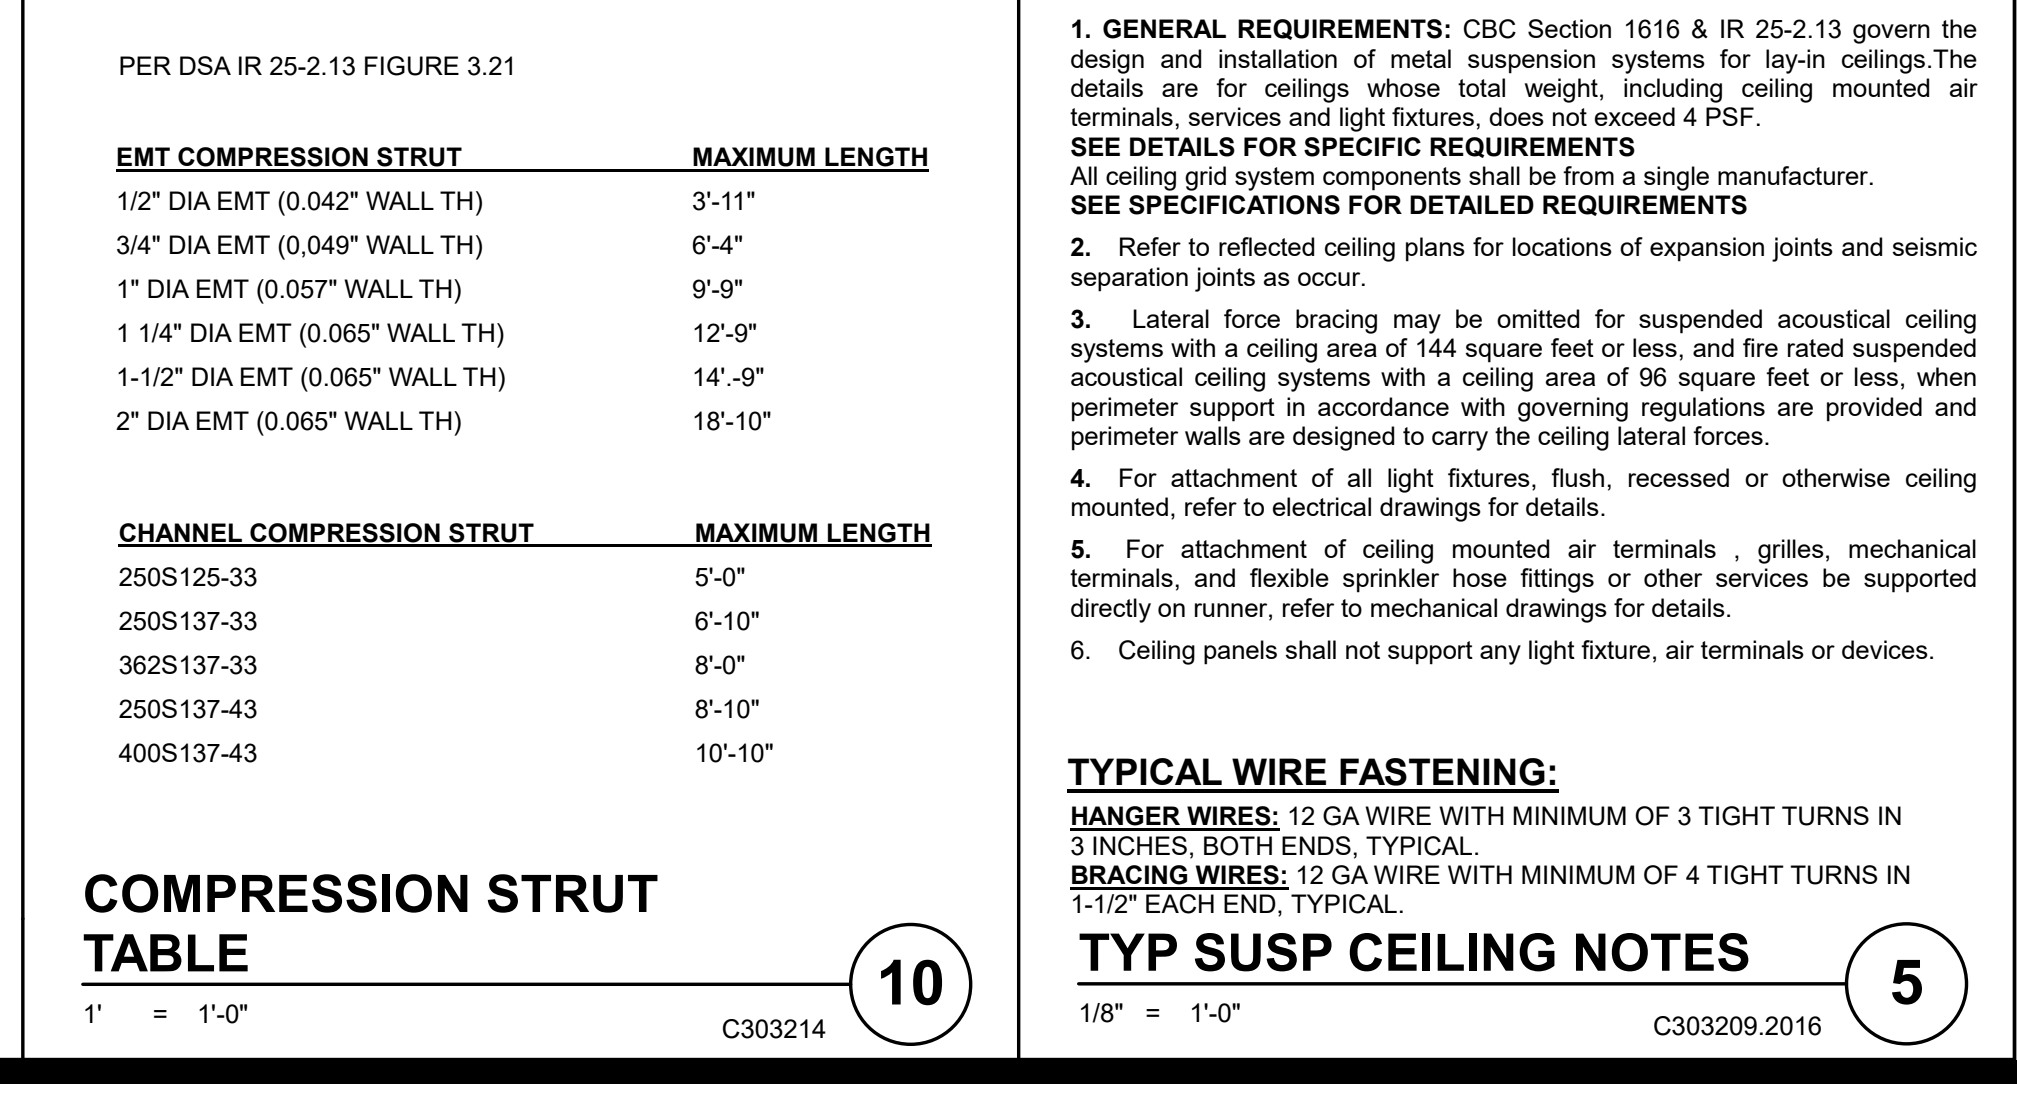 PER DSA IR 25-2.13 FIGURE 3.21
EMT COMPRESSION STRUT MAXIMUM LENGTH
1/2" DIA EMT (0.042" WALL TH) 3'-11"
3/4" DIA EMT (0,049" WALL TH) 6'-4"
1" DIA EMT (0.057" WALL TH) 9'-9"
1 1/4" DIA EMT (0.065" WALL TH) 12'-9"
1-1/2" DIA EMT (0.065" WALL TH) 14'.-9"
2" DIA EMT (0.065" WALL TH) 18'-10"
CHANNEL COMPRESSION STRUT MAXIMUM LENGTH
250S125-33 5'-0"
250S137-33 6'-10"
362S137-33 8'-0"
250S137-43 8'-10"
400S137-43 10'-10"
COMPRESSION STRUT
TABLE
10
1' = 1'-0"
C303214
1. GENERAL REQUIREMENTS: CBC Section 1616 & IR 25-2.13 govern the
design and installation of metal suspension systems for lay-in ceilings.The
details are for ceilings whose total weight, including ceiling mounted air
terminals, services and light fixtures, does not exceed 4 PSF.
SEE DETAILS FOR SPECIFIC REQUIREMENTS
All ceiling grid system components shall be from a single manufacturer.
SEE SPECIFICATIONS FOR DETAILED REQUIREMENTS
2. Refer to reflected ceiling plans for locations of expansion joints and seismic
separation joints as occur.
3. Lateral force bracing may be omitted for suspended acoustical ceiling
systems with a ceiling area of 144 square feet or less, and fire rated suspended
acoustical ceiling systems with a ceiling area of 96 square feet or less, when
perimeter support in accordance with governing regulations are provided and
perimeter walls are designed to carry the ceiling lateral forces.
4. For attachment of all light fixtures, flush, recessed or otherwise ceiling
mounted, refer to electrical drawings for details.
5. For attachment of ceiling mounted air terminals , grilles, mechanical
terminals, and flexible sprinkler hose fittings or other services be supported
directly on runner, refer to mechanical drawings for details.
6. Ceiling panels shall not support any light fixture, air terminals or devices.
TYPICAL WIRE FASTENING:
HANGER WIRES: 12 GA WIRE WITH MINIMUM OF 3 TIGHT TURNS IN
3 INCHES, BOTH ENDS, TYPICAL.
BRACING WIRES: 12 GA WIRE WITH MINIMUM OF 4 TIGHT TURNS IN
1-1/2" EACH END, TYPICAL.
TYP SUSP CEILING NOTES
5
1/8" = 1'-0"
C303209.2016